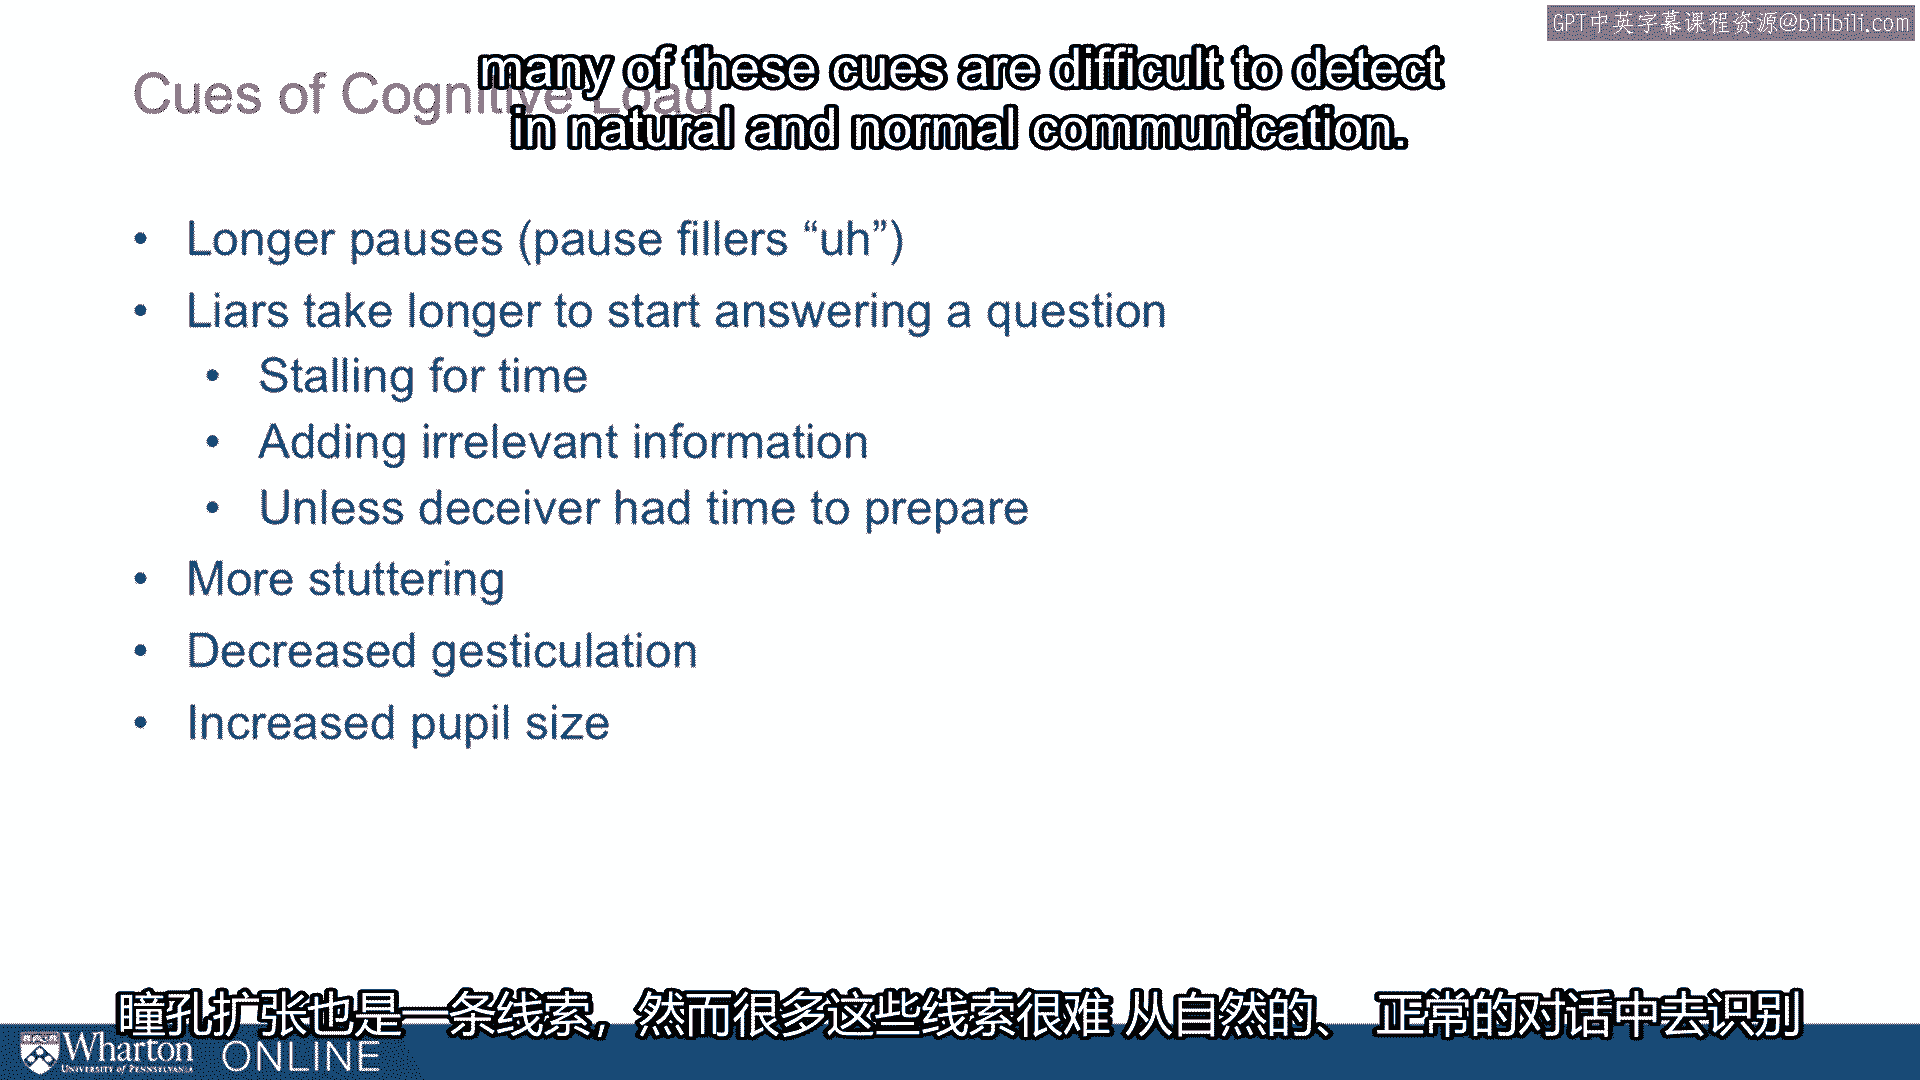 GPT中英字幕课程资源@bilibili.com
many of these cues are difficult to detect
in natural and normal communication.
Cues of Cognitive Load
• Longer pauses (pause fillers “uh”)
• Liars take longer to start answering a question
• Stalling for time
• Adding irrelevant information
• Unless deceiver had time to prepare
• More stuttering
• Decreased gesticulation
• Increased pupil size
瞳孔扩张也是一条线索，然而很多这些线索很难 从自然的、 正常的对话中去识别
Wharton ONLINE
UNIVERSITY of PENNSYLVANIA